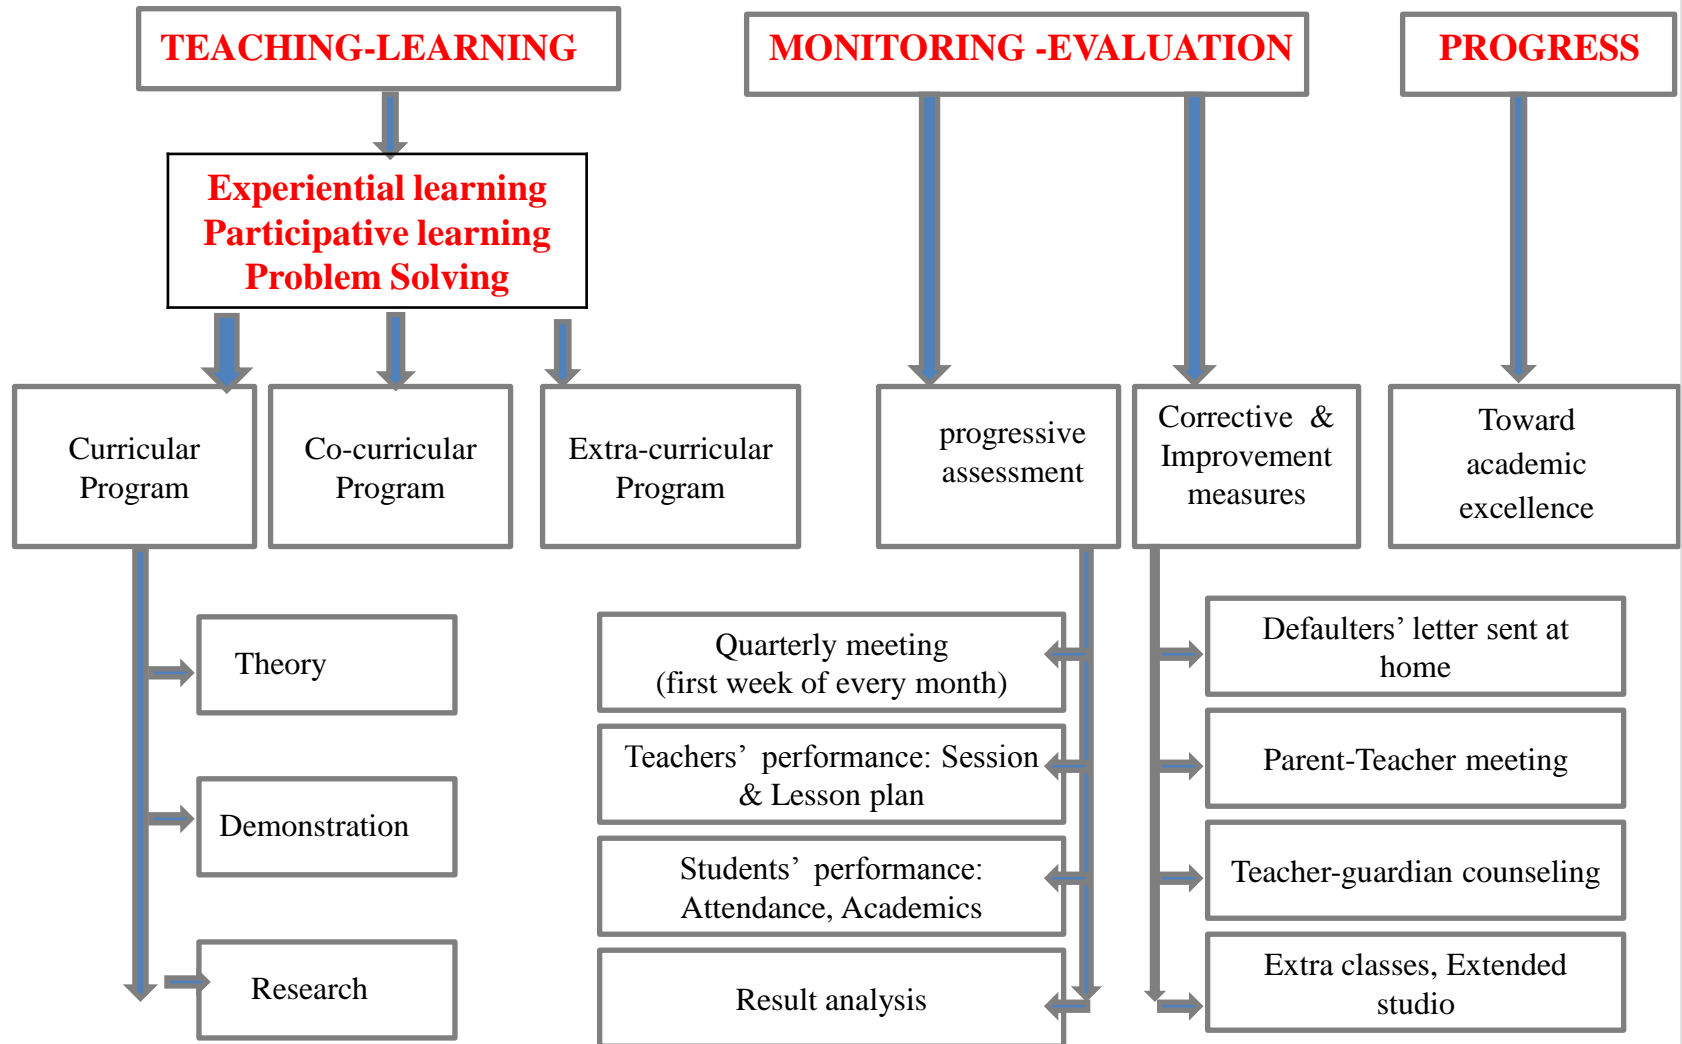 TEACHING-LEARNING
MONITORING -EVALUATION
PROGRESS
Experiential learning
Participative learning
Problem Solving
Curricular
Program
Co-curricular
Program
Extra-curricular
Program
progressive
assessment
Corrective &
Improvement
measures
Toward
academic
excellence
Theory
Demonstration
Research
Quarterly meeting
(first week of every month)
Teachers’ performance: Session
& Lesson plan
Students’ performance:
Attendance, Academics
Result analysis
Defaulters’ letter sent at
home
Parent-Teacher meeting
Teacher-guardian counseling
Extra classes, Extended
studio